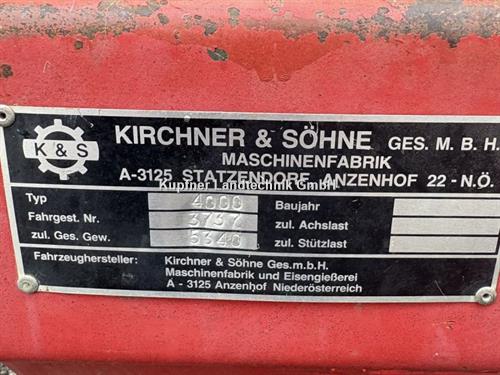 K & S
KIRCHNER & SÖHNE GES. M. B. H.
MASCHINENFABRIK
A-3125 STATZENDORF, ANZENHOF 22 - N.Ö.
Kupfner Landtechnik GmbH
Typ 4000 Baujahr
Fahrgest. Nr. 3737 zul. Achslast
zul. Ges. Gew. 5340 zul. Stützlast
Fahrzeughersteller: Kirchner & Söhne Ges.m.b.H.
Maschinenfabrik und Eisengießerei
A - 3125 Anzenhof Niederösterreich